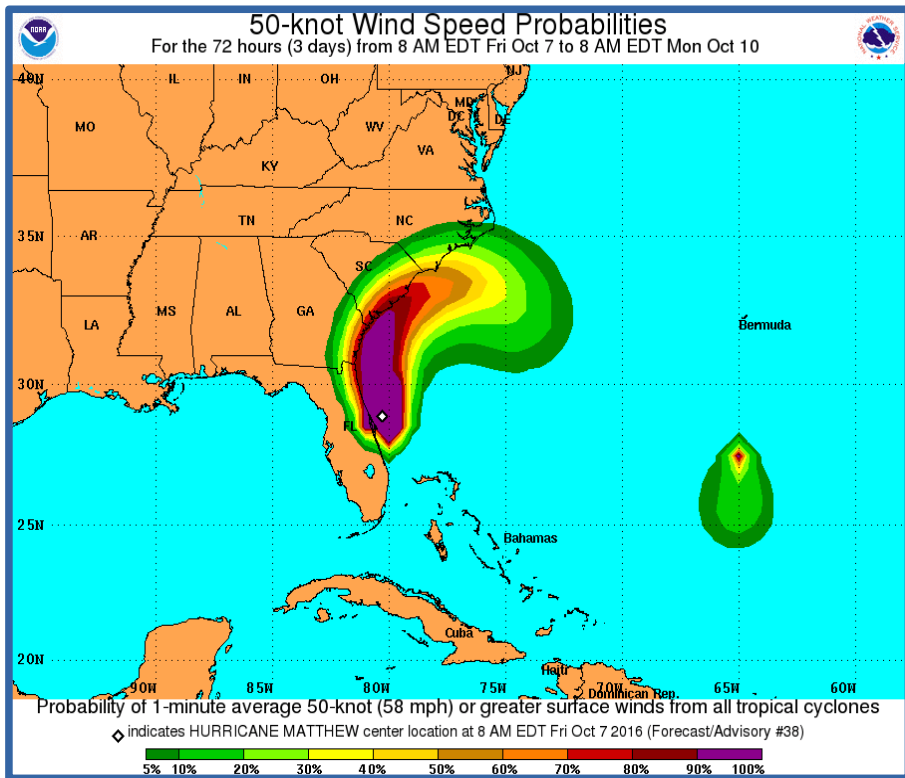 50-knot Wind Speed Probabilities
For the 72 hours (3 days) from 8 AM EDT Fri Oct 7 to 8 AM EDT Mon Oct 10
NOAA
NATIONAL WEATHER SERVICE
40N
IL
IN
OH
NJ
MD
DC
DE
MO
WV
VA
KY
TN
NC
35N
AR
SC
MS
AL
GA
LA
Bermuda
30N
FL
25N
Bahamas
Cuba
20N
Haiti
Dominican Rep.
90W 85W 80W 75W 65W 60W
Probability of 1-minute average 50-knot (58 mph) or greater surface winds from all tropical cyclones
indicates HURRICANE MATTHEW center location at 8 AM EDT Fri Oct 7 2016 (Forecast/Advisory #38)
5% 10% 20% 30% 40% 50% 60% 70% 80% 90% 100%